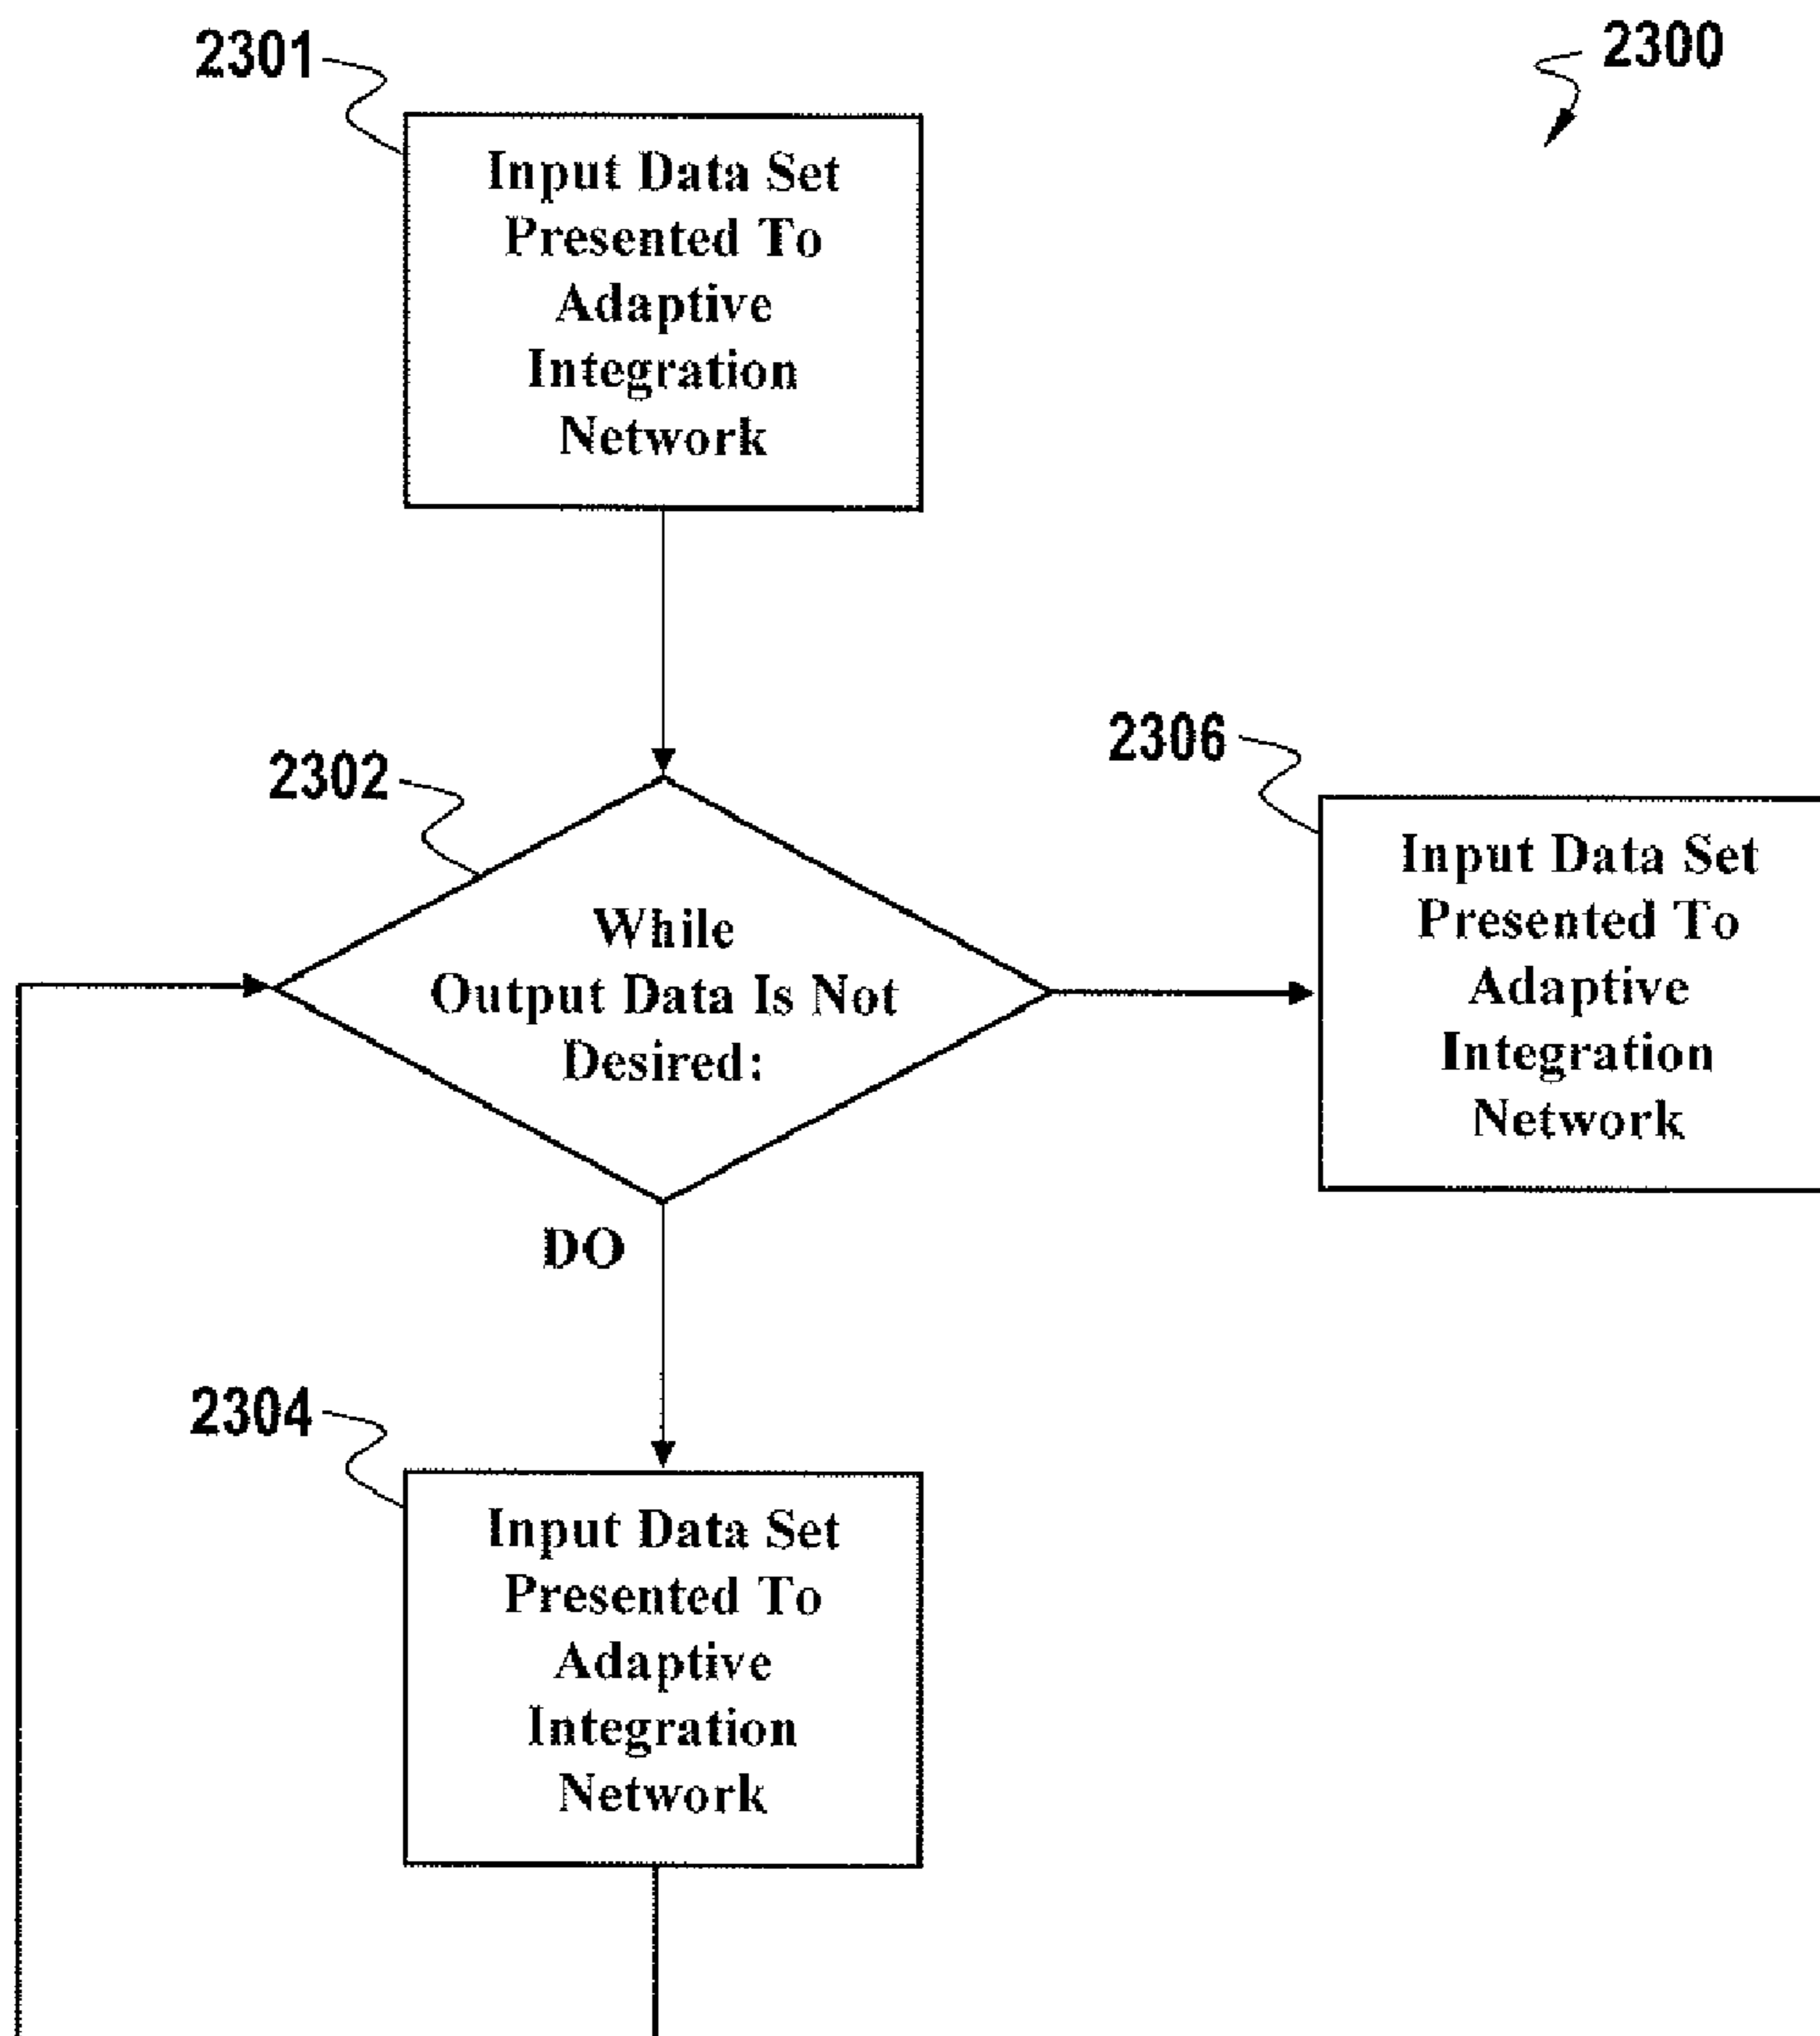 2301
2300
Input Data Set
Presented To
Adaptive
Integration
Network
2302
While
Output Data Is Not
Desired:
2306
Input Data Set
Presented To
Adaptive
Integration
Network
DO
2304
Input Data Set
Presented To
Adaptive
Integration
Network